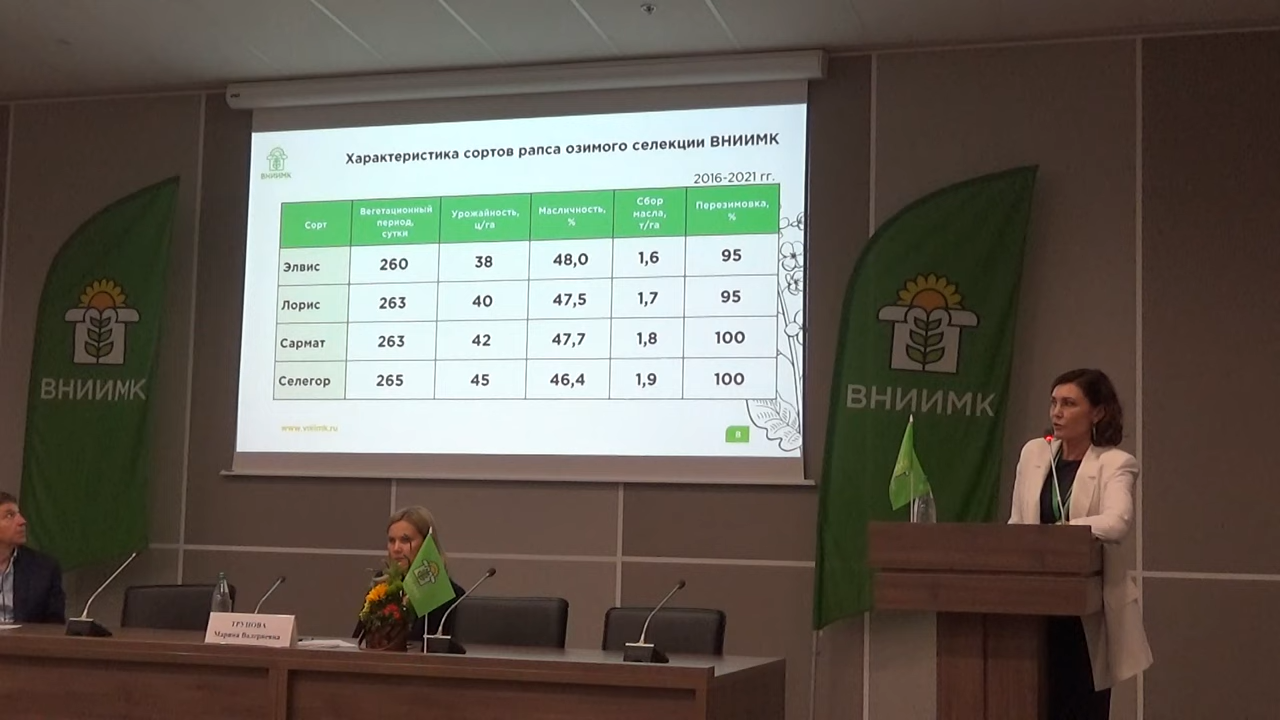 Характеристика сортов рапса озимого селекции ВНИИМК
ВНИИМК
2016-2021 гг.
Сорт
Вегетационный период, сутки
Урожайность, ц/га
Масличность, %
Сбор масла, т/га
Перезимовка, %
Элвис 260 38 48,0 1,6 95
Лорис 263 40 47,5 1,7 95
Сармат 263 42 47,7 1,8 100
Селегор 265 45 46,4 1,9 100
www.vniimk.ru
8
ВНИИМК
ВНИИМК
ТРУНОВА
Марина Валериевна